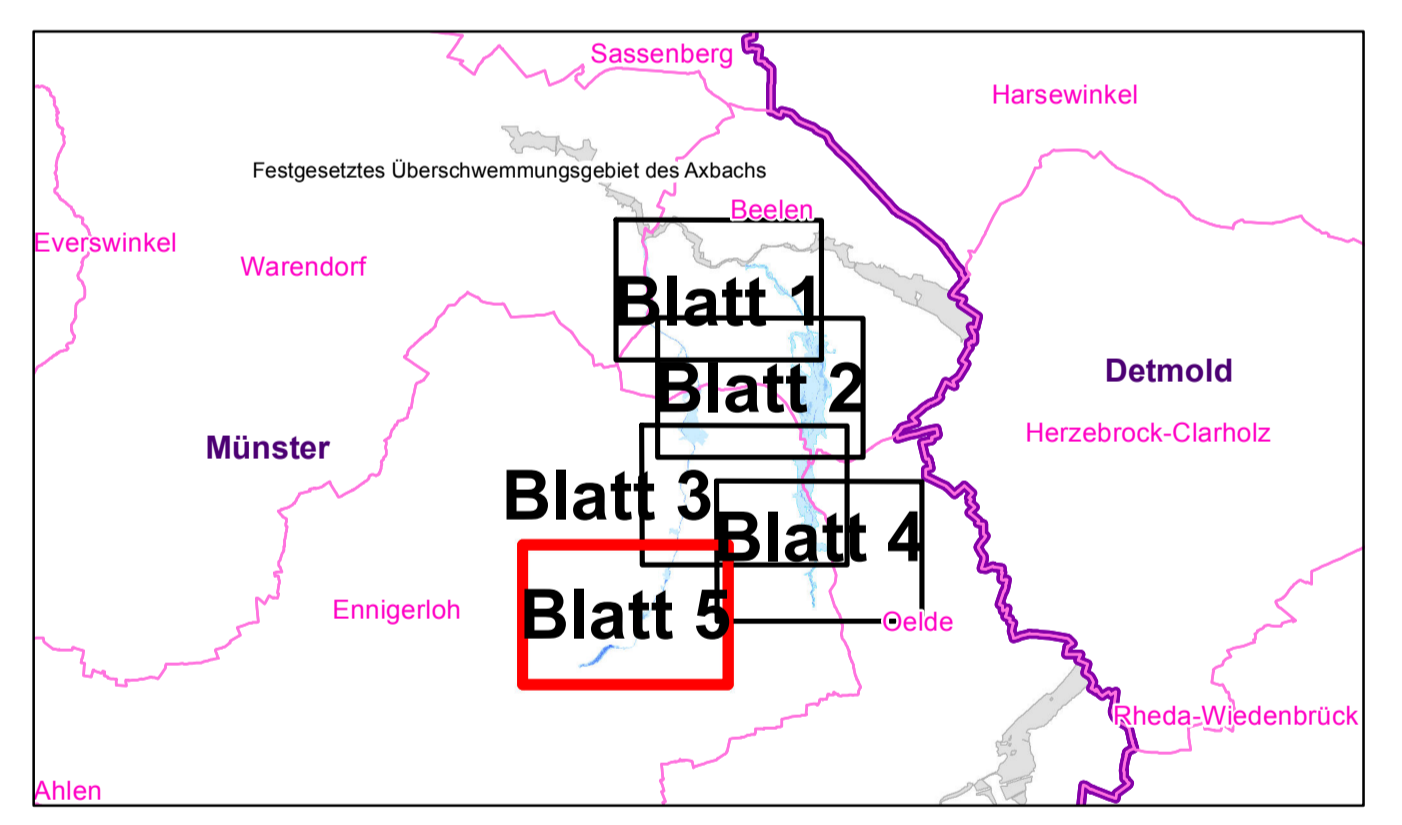 Sassenberg
Harsewinkel
Festgesetztes Überschwemmungsgebiet des Axbachs
Beelen
Everswinkel
Warendorf
Blatt 1
Detmold
Blatt 2
Herzebrock-Clarholz
Münster
Blatt 3
Blatt 4
Ennigerloh
Blatt 5
Oelde
Rheda-Wiedenbrück
Ahlen